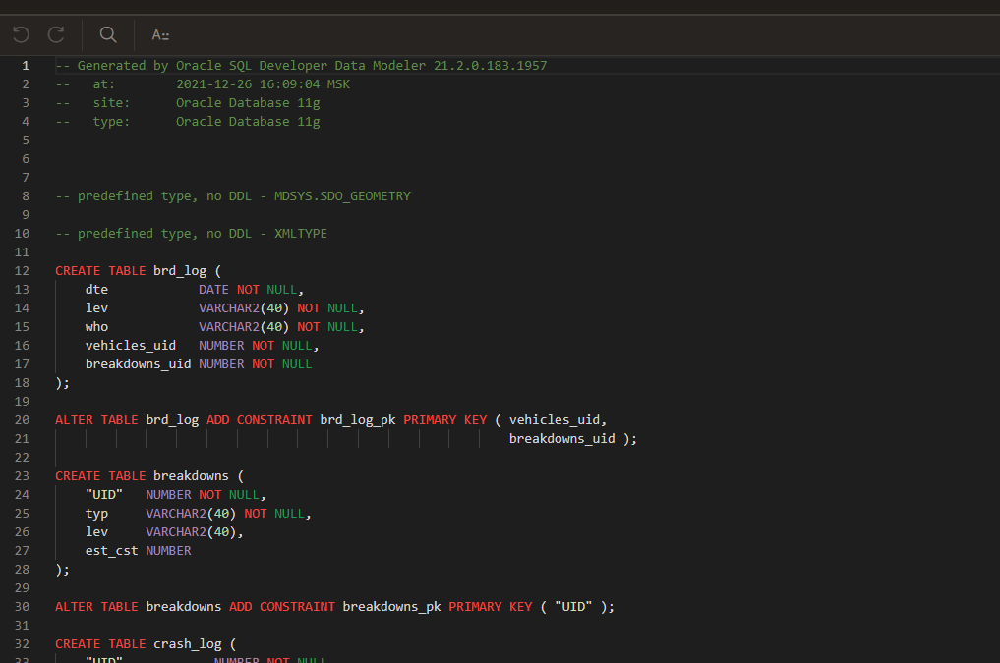 A
1 -- Generated by Oracle SQL Developer Data Modeler 21.2.0.183.1957
2 --   at:        2021-12-26 16:09:04 MSK
3 --   site:      Oracle Database 11g
4 --   type:      Oracle Database 11g
5
6
7
8 -- predefined type, no DDL - MDSYS.SDO_GEOMETRY
9
10 -- predefined type, no DDL - XMLTYPE
11
12 CREATE TABLE brd_log (
13     dte            DATE NOT NULL,
14     lev            VARCHAR2(40) NOT NULL,
15     who            VARCHAR2(40) NOT NULL,
16     vehicles_uid   NUMBER NOT NULL,
17     breakdowns_uid NUMBER NOT NULL
18 );
19
20 ALTER TABLE brd_log ADD CONSTRAINT brd_log_pk PRIMARY KEY ( vehicles_uid,
21                                                             breakdowns_uid );
22
23 CREATE TABLE breakdowns (
24     "UID"   NUMBER NOT NULL,
25     typ     VARCHAR2(40) NOT NULL,
26     lev     VARCHAR2(40),
27     est_cst NUMBER
28 );
29
30 ALTER TABLE breakdowns ADD CONSTRAINT breakdowns_pk PRIMARY KEY ( "UID" );
31
32 CREATE TABLE crash_log (
33     "UID"            NUMBER NOT NULL